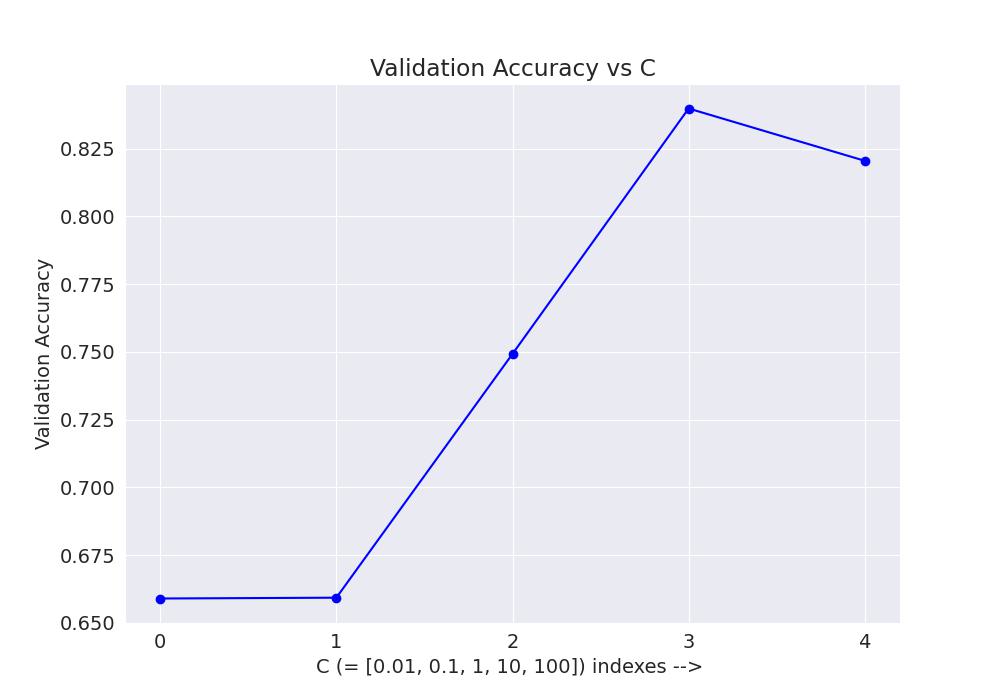 Validation Accuracy vs C
Validation Accuracy
0.825
0.800
0.775
0.750
0.725
0.700
0.675
0.650
0 1 2 3 4
C (= [0.01, 0.1, 1, 10, 100]) indexes -->